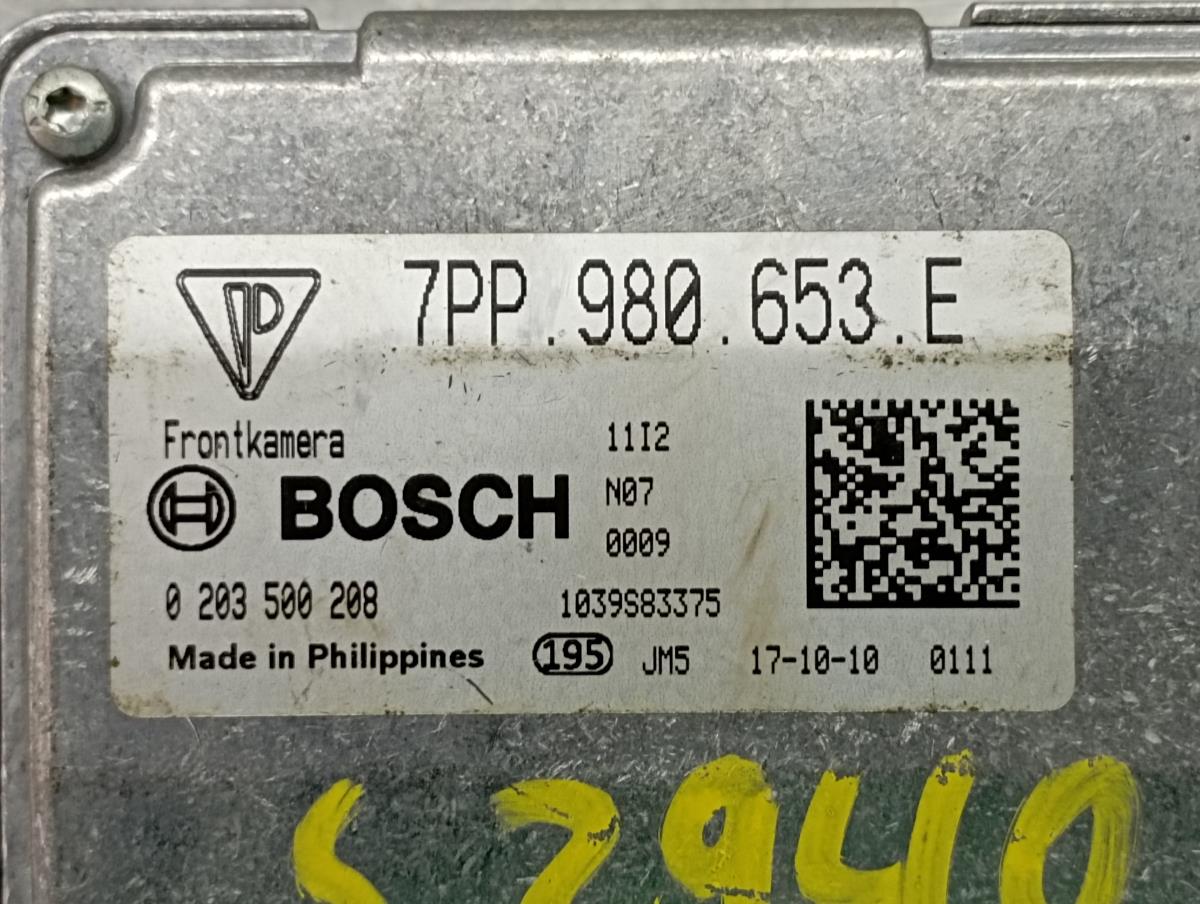 7PP.980.653.E
Frontkamera
11I2
BOSCH
N07
0009
0 203 500 208
1039S83375
Made in Philippines
195
JM5
17-10-10
0111
S2940